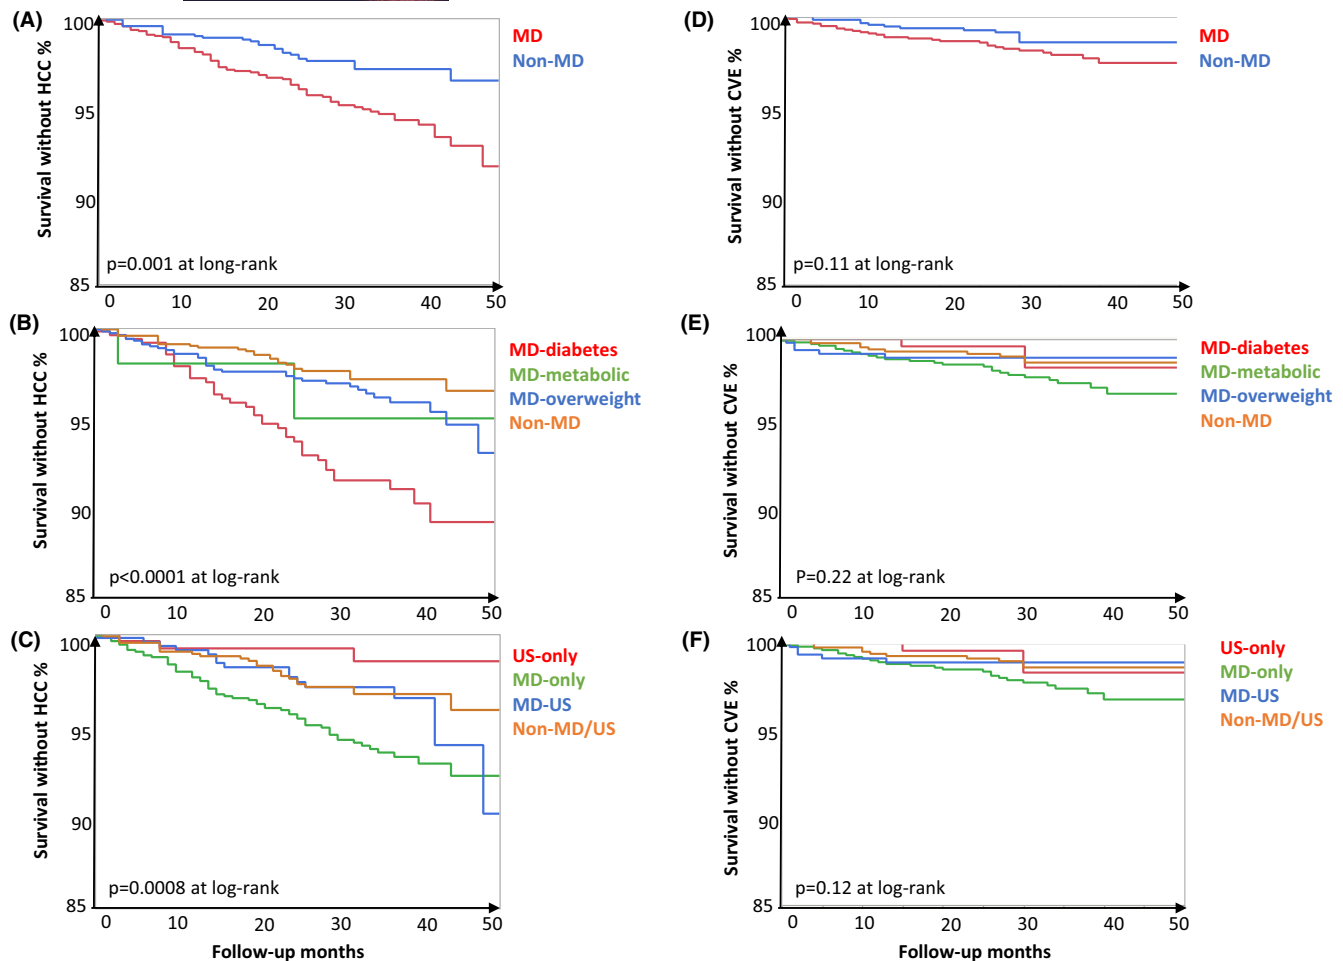 (A)
Survival without HCC %
100
95
90
85
p=0.001 at long-rank
0 10 20 30 40 50
MD
Non-MD
(D)
Survival without CVE %
100
95
90
85
p=0.11 at long-rank
0 10 20 30 40 50
MD
Non-MD
(B)
Survival without HCC %
100
95
90
85
p<0.0001 at log-rank
0 10 20 30 40 50
MD-diabetes
MD-metabolic
MD-overweight
Non-MD
(E)
Survival without CVE %
100
95
90
85
P=0.22 at log-rank
0 10 20 30 40 50
MD-diabetes
MD-metabolic
MD-overweight
Non-MD
(C)
Survival without HCC %
100
95
90
85
p=0.0008 at log-rank
0 10 20 30 40 50
Follow-up months
US-only
MD-only
MD-US
Non-MD/US
(F)
Survival without CVE %
100
95
90
85
p=0.12 at log-rank
0 10 20 30 40 50
Follow-up months
US-only
MD-only
MD-US
Non-MD/US